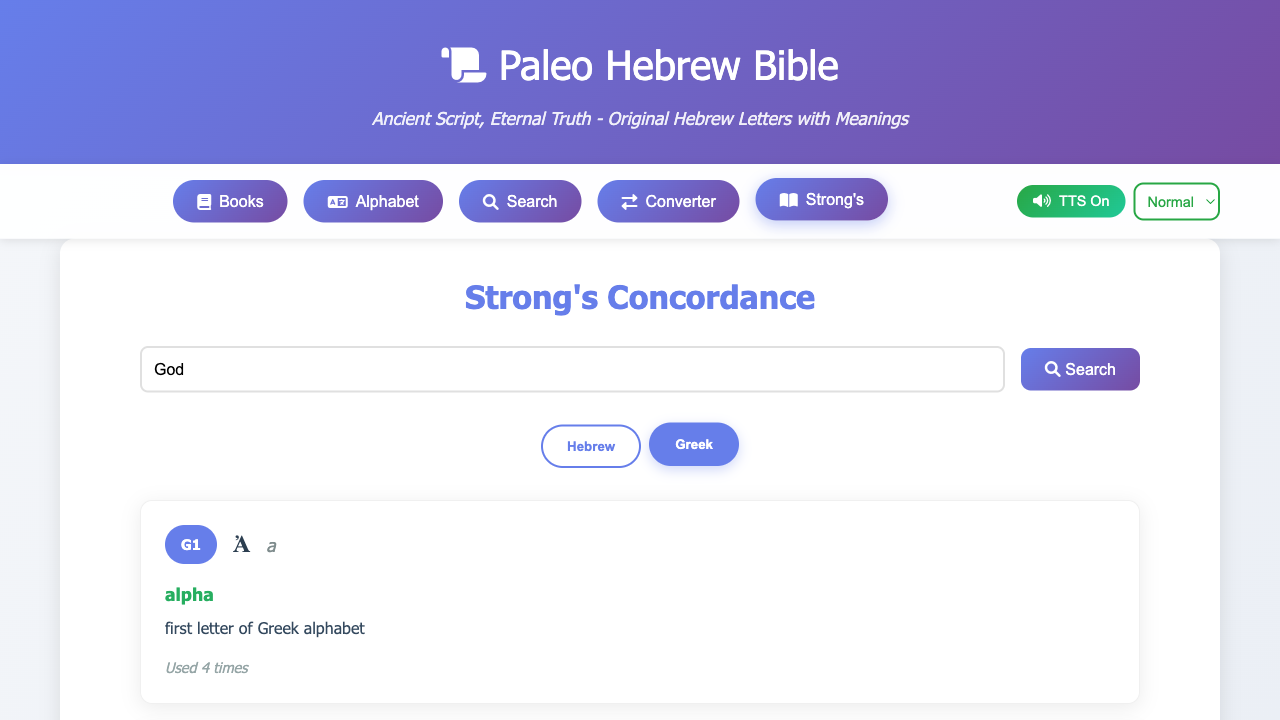 Paleo Hebrew Bible
Ancient Script, Eternal Truth - Original Hebrew Letters with Meanings
Books Alphabet Search Converter Strong's TTS On Normal
Strong's Concordance
God Search
Hebrew Greek
G1 Ἀ a
alpha
first letter of Greek alphabet
Used 4 times